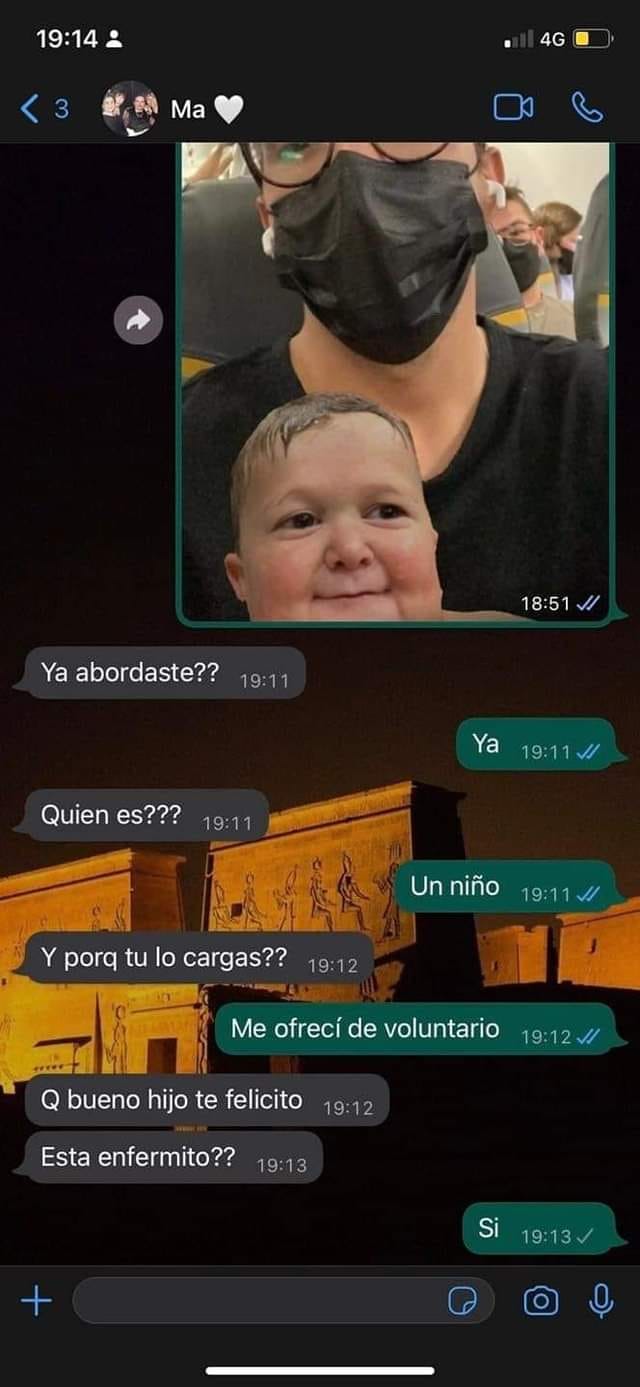 19:14
4G
3
Ma 🤍
18:51
Ya abordaste?? 19:11
Ya 19:11
Quien es??? 19:11
Un niño 19:11
Y porq tu lo cargas?? 19:12
Me ofrecí de voluntario 19:12
Q bueno hijo te felicito 19:12
Esta enfermito?? 19:13
Si 19:13